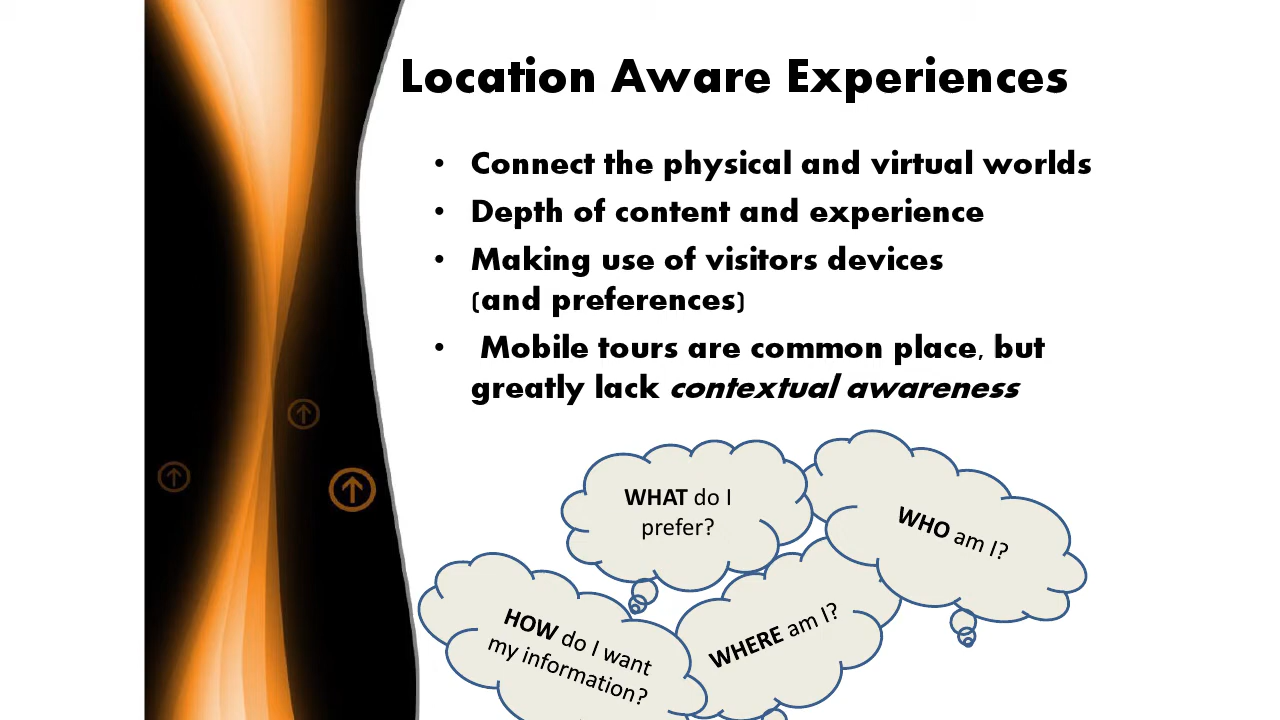 Location Aware Experiences
• Connect the physical and virtual worlds
• Depth of content and experience
• Making use of visitors devices
(and preferences)
• Mobile tours are common place, but
greatly lack contextual awareness
WHAT do I
prefer?
WHO am I?
HOW do I want
my information?
WHERE am I?